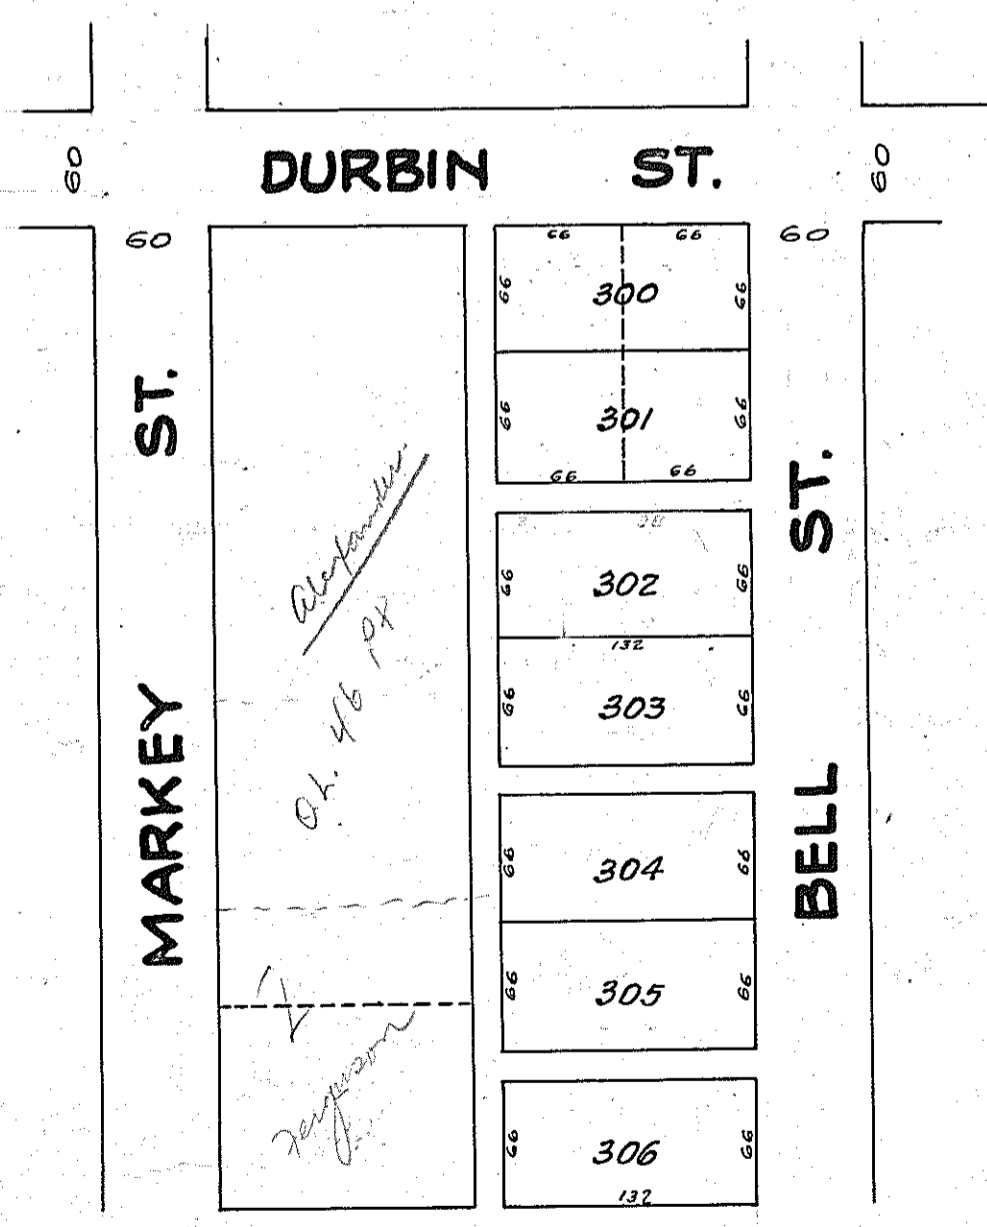 60
DURBIN ST.
60
60
66 66
60
66 300 66
66 301 66
66 66
MARKEY ST.
BELL ST.
Alexander
O.L. 46 Pt
66 302 66
132
66 303 66
66 304 66
66 305 66
Ferguson
66 306 66
132